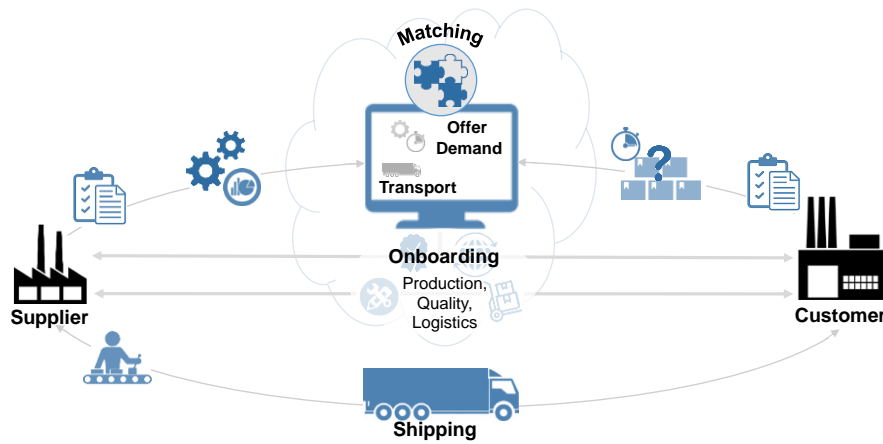 Matching
Offer
Demand
Transport
Onboarding
Production,
Quality,
Logistics
Supplier
Customer
?
Shipping